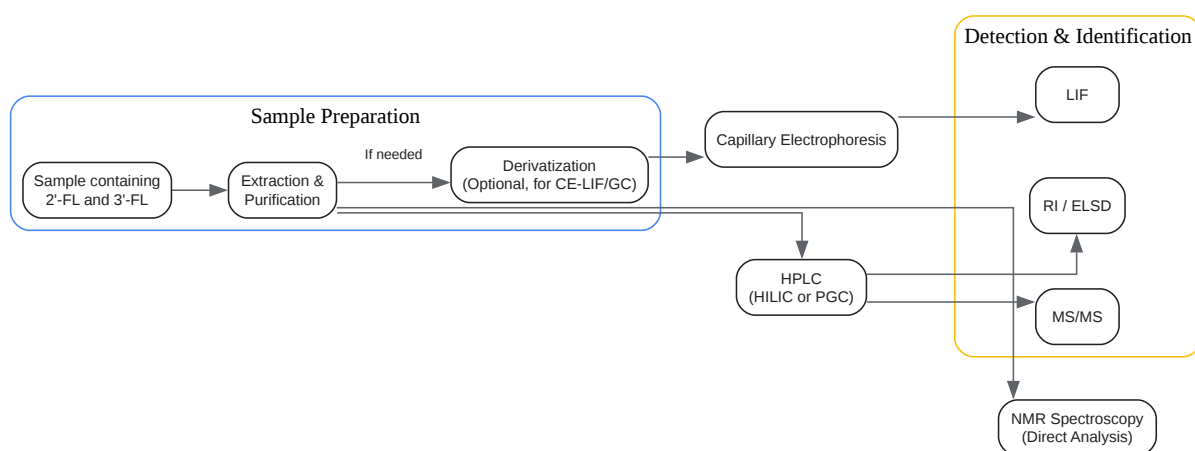 Detection & Identification
LIF
Sample Preparation
Capillary Electrophoresis
If needed
Derivatization
(Optional, for CE-LIF/GC)
Sample containing
2'-FL and 3'-FL
Extraction &
Purification
RI / ELSD
HPLC
(HILIC or PGC)
MS/MS
NMR Spectroscopy
(Direct Analysis)